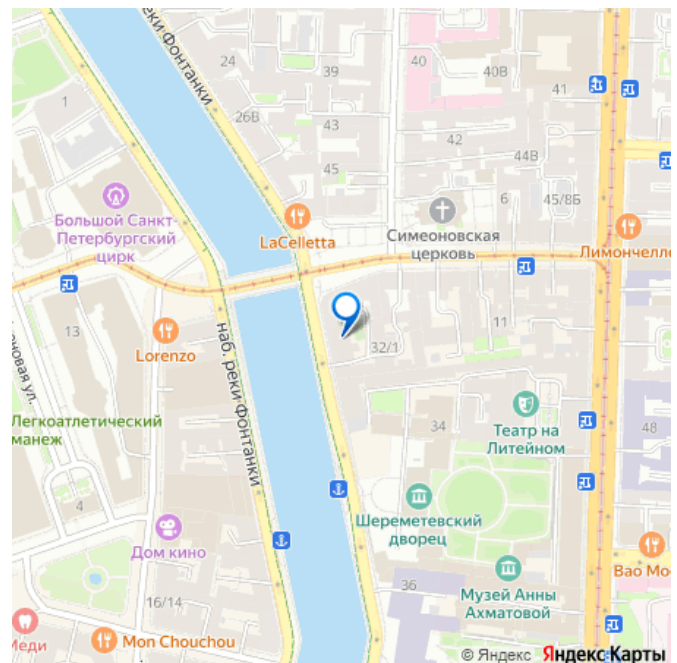 реки Фонтанки
24
39
40
40В
41
1
26В
43
42
44В
45
6
45/8Б
Большой Санкт-
Петербургский
цирк
LaCelletta
Симеоновская
церковь
Лимончелло
13
Lorenzo
32/1
11
наб. реки Фонтанки
Легкоатлетический
манеж
34
Театр на
Литейном
48
4
Шереметевский
дворец
Дом кино
36
Музей Анны
Ахматовой
Bao Mo
16/14
Mon Chouchou
Меди
© Яндекс Яндекс Карты